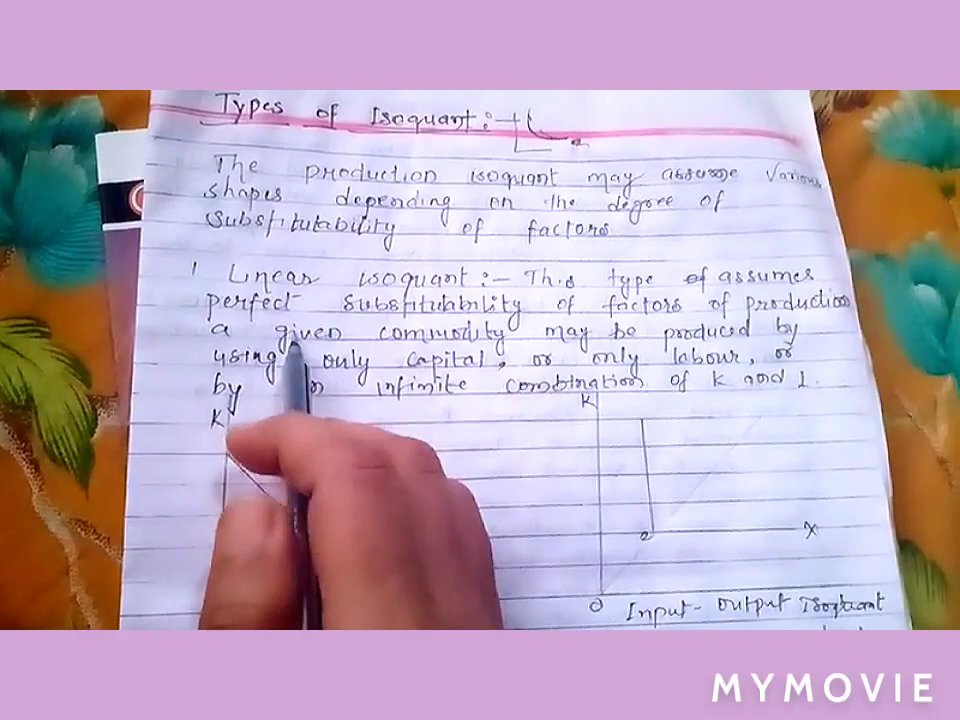 Types of Isoquant :-
The production isoquant may assume various
shapes depending on the degree of
substitutability of factors
1 Linear isoquant :- This type of assumes
perfect substitubability of factors of production
a given commodity may be produced by
using only capital, or only labour, or
by infinite combination of K and L.
K
K
X
0
Input-output Isoquant
MYMOVIE